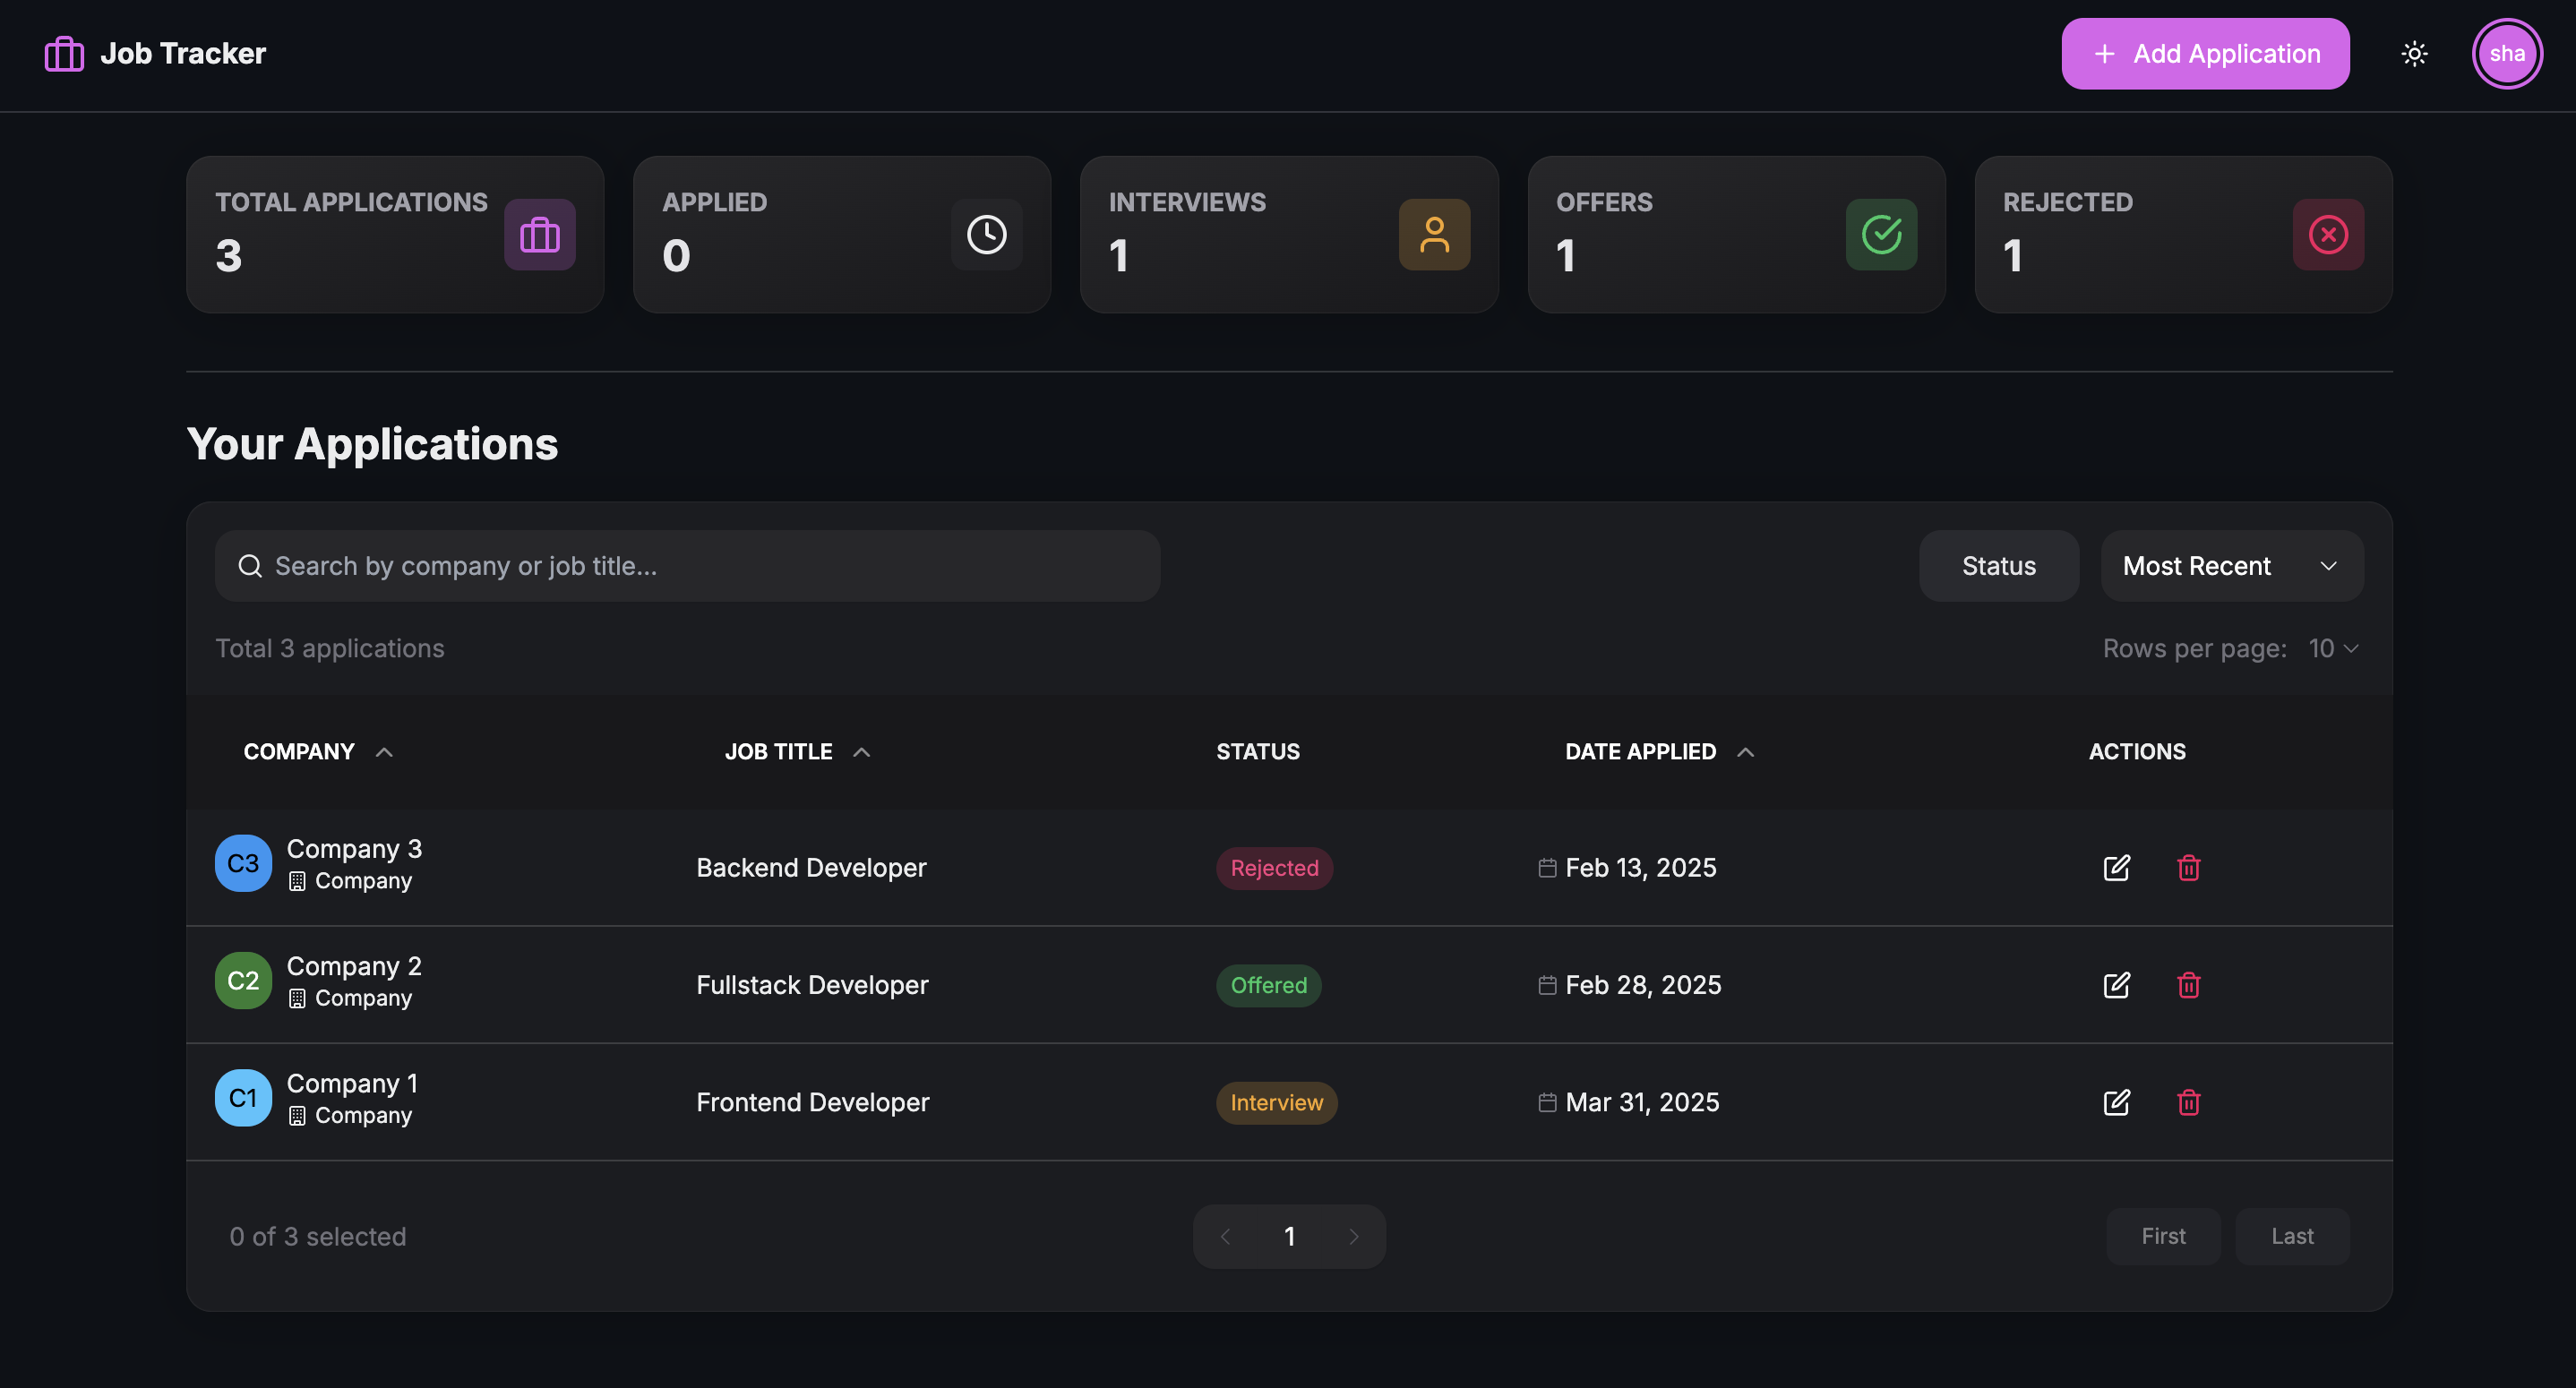 Job Tracker
+ Add Application
sha
TOTAL APPLICATIONS
3
APPLIED
0
INTERVIEWS
1
OFFERS
1
REJECTED
1
Your Applications
Search by company or job title...
Status
Most Recent
Total 3 applications
Rows per page: 10
COMPANY JOB TITLE STATUS DATE APPLIED ACTIONS
C3
Company 3
Company
Backend Developer
Rejected
Feb 13, 2025
C2
Company 2
Company
Fullstack Developer
Offered
Feb 28, 2025
C1
Company 1
Company
Frontend Developer
Interview
Mar 31, 2025
0 of 3 selected
1
First
Last